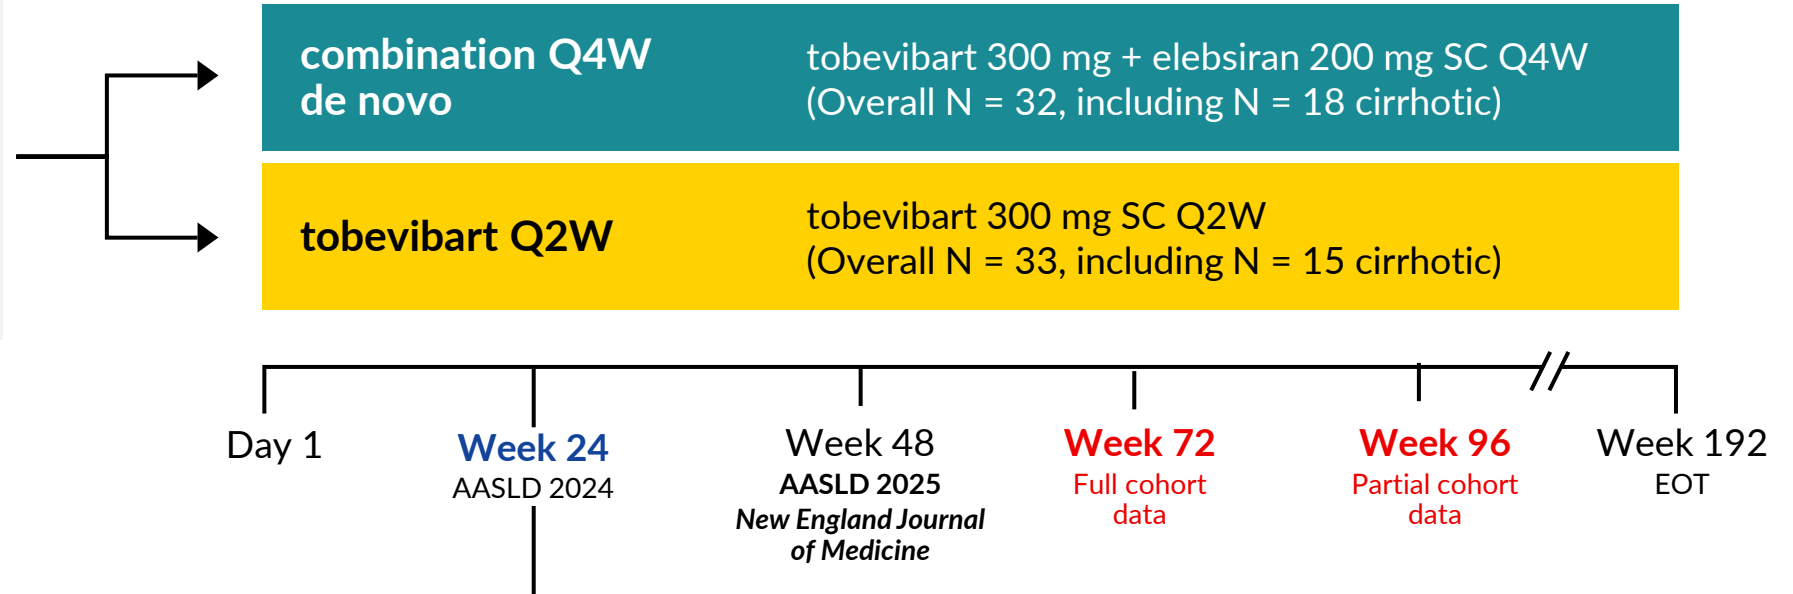 combination Q4W
de novo
tobevibart 300 mg + elebsiran 200 mg SC Q4W
(Overall N = 32, including N = 18 cirrhotic)
tobevibart Q2W
tobevibart 300 mg SC Q2W
(Overall N = 33, including N = 15 cirrhotic)
Day 1
Week 24
AASLD 2024
Week 48
AASLD 2025
New England Journal
of Medicine
Week 72
Full cohort
data
Week 96
Partial cohort
data
Week 192
EOT